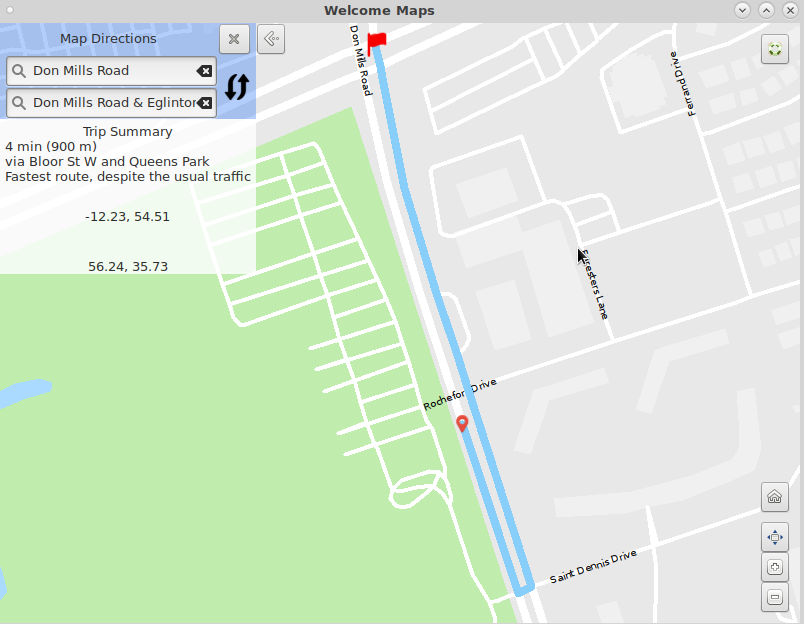 Welcome Maps
Map Directions
Don Mills Road
Don Mills Road & Eglinton
Trip Summary
4 min (900 m)
via Bloor St W and Queens Park
Fastest route, despite the usual traffic
-12.23, 54.51
56.24, 35.73
Don Mills Road
Ferrand Drive
Foresters Lane
Rochefort Drive
Saint Dennis Drive